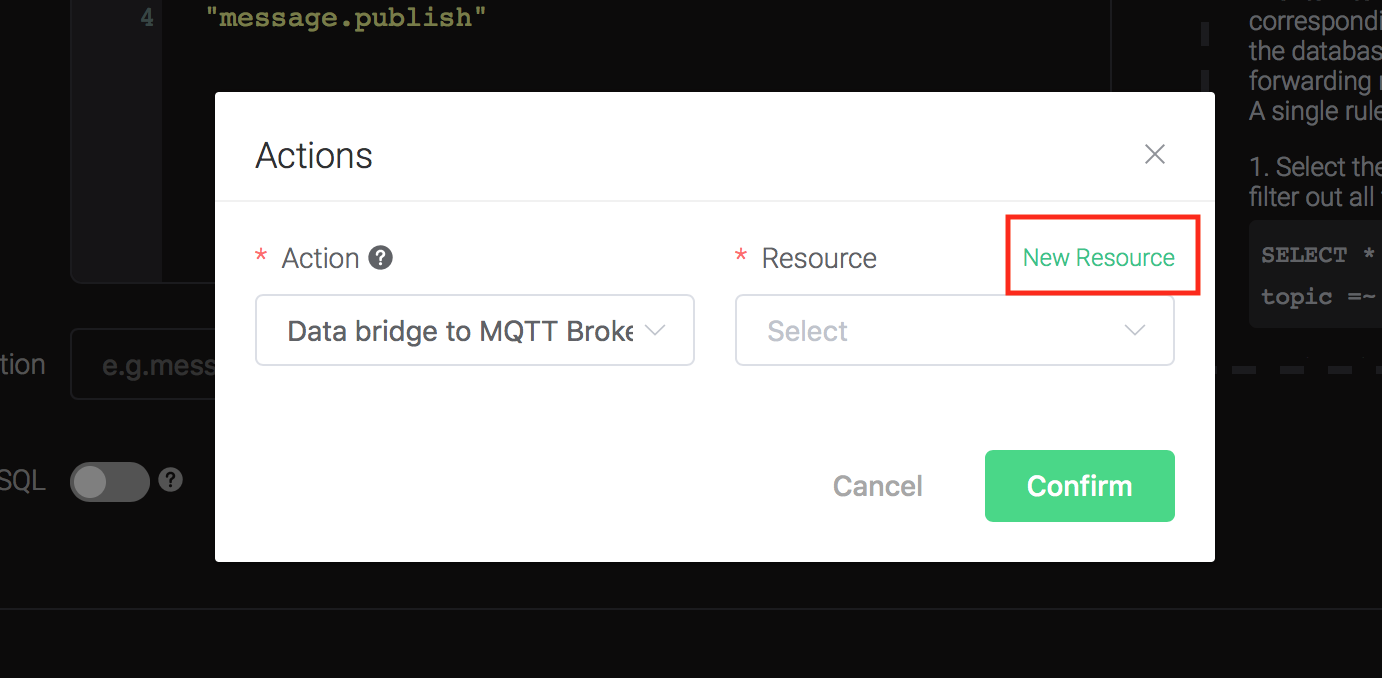 4 "message.publish"
correspondi
the databas
forwarding
A single rule
1. Select the
filter out all
SELECT *
topic =~
Actions
* Action ?
* Resource
New Resource
Data bridge to MQTT Broke
Select
Cancel
Confirm
tion
e.g.mess
SQL
?